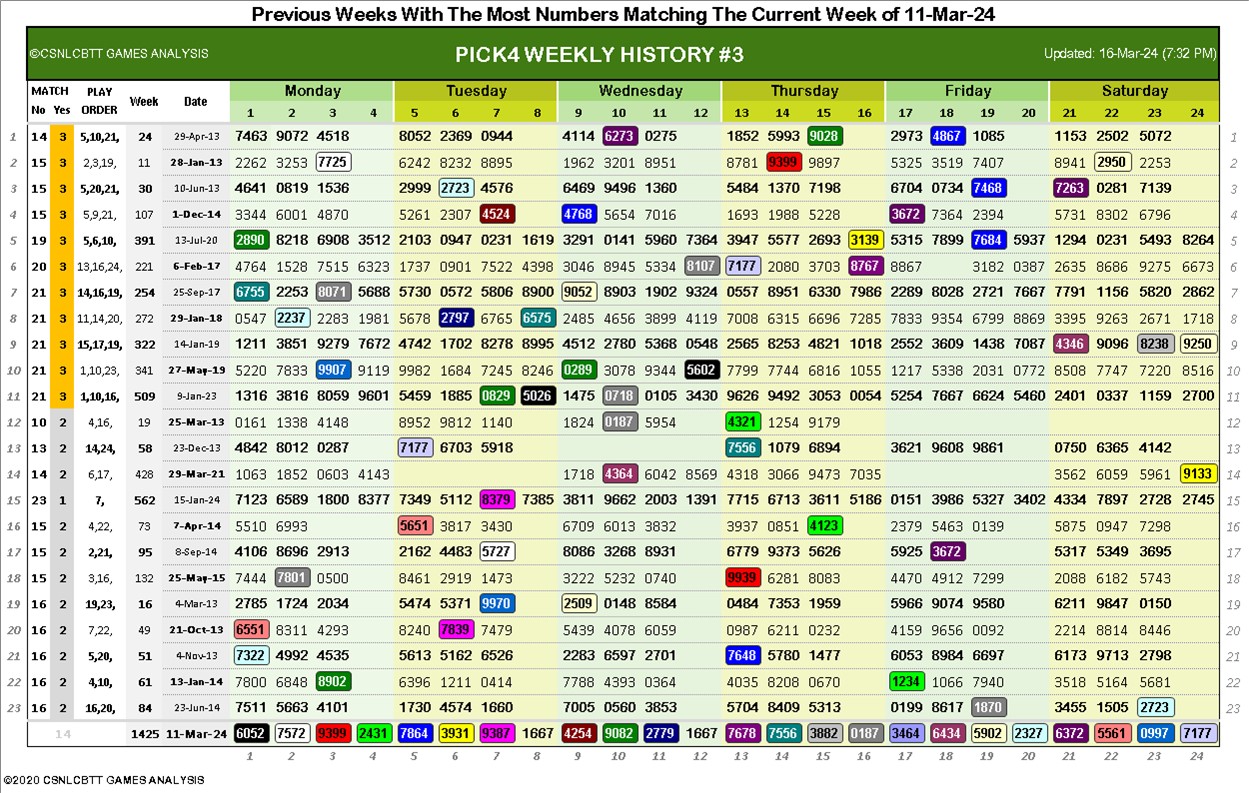 Previous Weeks With The Most Numbers Matching The Current Week of 11-Mar-24
©CSNLCBTT GAMES ANALYSIS PICK4 WEEKLY HISTORY #3 Updated: 16-Mar-24 (7:32 PM)
MATCH PLAY Week Date Monday Tuesday Wednesday Thursday Friday Saturday
No Yes ORDER 1 2 3 4 5 6 7 8 9 10 11 12 13 14 15 16 17 18 19 20 21 22 23 24
1 14 3 5,10,21, 24 29-Apr-13 7463 9072 4518 8052 2369 0944 4114 6273 0275 1852 5993 9028 2973 4867 1085 1153 2502 5072 1
2 15 3 2,3,19, 11 28-Jan-13 2262 3253 7725 6242 8232 8895 1962 3201 8951 8781 9399 9897 5325 3519 7407 8941 2950 2253 2
3 15 3 5,20,21, 30 10-Jun-13 4641 0819 1536 2999 2723 4576 6469 9496 1360 5484 1370 7198 6704 0734 7468 7263 0281 7139 3
4 15 3 5,9,21, 107 1-Dec-14 3344 6001 4870 5261 2307 4524 4768 5654 7016 1693 1988 5228 3672 7364 2394 5731 8302 6796 4
5 19 3 5,6,10, 391 13-Jul-20 2890 8218 6908 3512 2103 0947 0231 1619 3291 0141 5960 7364 3947 5577 2693 3139 5315 7899 7684 5937 1294 0231 5493 8264 5
6 20 3 13,16,24, 221 6-Feb-17 4764 1528 7515 6323 1737 0901 7522 4398 3046 8945 5334 8107 7177 2080 3703 8767 8867 3182 0387 2635 8686 9275 6673 6
7 21 3 14,16,19, 254 25-Sep-17 6755 2253 8071 5688 5730 0572 5806 8900 9052 8903 1902 9324 0557 8951 6330 7986 2289 8028 2721 7667 7791 1156 5820 2862 7
8 21 3 11,14,20, 272 29-Jan-18 0547 2237 2283 1981 5678 2797 6765 6575 2485 4656 3899 4119 7008 6315 6696 7285 7833 9354 0799 8869 3395 9263 2671 1718 8
9 21 3 15,17,19, 322 14-Jan-19 1211 3851 9279 7672 4742 1702 8278 8995 4512 2780 5368 0548 2565 8253 4821 1018 2552 3609 1438 7087 4346 9096 8238 9250 9
10 21 3 1,10,23, 341 27-May-19 5220 7833 9907 9119 9982 1684 7245 8246 0289 3078 9344 5602 7799 7744 6816 1055 1217 5338 2031 0772 8508 7747 7220 8516 10
11 21 3 1,10,16, 509 9-Jan-23 1316 3816 8059 9601 5459 1885 0829 5026 1475 0718 0105 3430 9626 9492 3053 0054 5254 7667 6624 5460 2401 0337 1159 2700 11
12 10 2 4,16, 19 25-Mar-13 0161 1338 4148 8952 9812 1140 1824 0187 5954 4321 1254 9179 12
13 13 2 14,24, 58 23-Dec-13 4842 8012 0287 7177 6703 5918 7556 1079 6894 3621 9608 9861 0750 6365 4142 13
14 14 2 6,17, 428 29-Mar-21 1063 1852 0603 4143 1718 4364 6042 8569 4318 3066 9473 7035 3562 6059 5961 9133 14
15 23 1 7, 562 15-Jan-24 7123 6589 1800 8377 7349 5112 8379 7385 3811 9662 2003 1391 7715 6713 3611 5186 0151 3986 5327 3402 4334 7897 2728 2745 15
16 15 2 4,22, 73 7-Apr-14 5510 6993 5651 3817 3430 6709 6013 3832 3937 0851 4123 2379 5463 0139 5875 0947 7298 16
17 15 2 2,21, 95 8-Sep-14 4106 8696 2913 2162 4483 5727 8086 3268 8931 6779 9373 5626 5925 3672 5317 5349 3695 17
18 15 2 3,16, 132 25-May-15 7444 7801 0500 8461 2919 1473 3222 5232 0740 9939 6281 8083 4470 4912 7299 2088 6182 5743 18
19 16 2 19,23, 16 4-Mar-13 2785 1724 2034 5474 5371 9970 2509 0148 8584 0484 7353 1959 5966 9074 9580 6211 9847 0150 19
20 16 2 7,22, 49 21-Oct-13 6551 8311 4293 8240 7839 7479 5439 4078 6059 0987 6211 0232 4159 9656 0092 2214 8814 8446 20
21 16 2 5,20, 51 4-Nov-13 7322 4992 4535 5613 5162 6526 2283 6597 2701 7648 5780 1477 6053 8984 6697 6173 9713 2798 21
22 16 2 4,10, 61 13-Jan-14 7800 6848 8902 6396 1211 0414 7788 4393 0364 4035 8208 0670 1234 1066 7940 3518 5164 5681 22
23 16 2 16,20, 84 23-Jun-14 7511 5663 4101 1730 4574 1660 7005 0560 3853 5704 8409 5313 0199 8617 1870 3455 1505 2723 23
14 1425 11-Mar-24 6052 7572 9399 2431 7864 3931 9387 1667 4254 9082 2779 1667 7678 7556 3882 0187 3464 6434 5902 2327 6372 5561 0997 7177
1 2 3 4 5 6 7 8 9 10 11 12 13 14 15 16 17 18 19 20 21 22 23 24
©2020 CSNLCBTT GAMES ANALYSIS